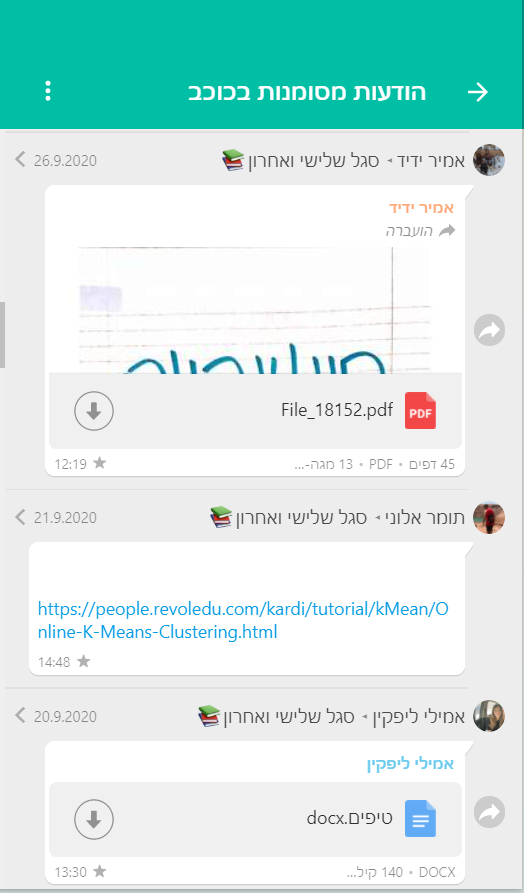 הודעות מסומנות בכוכב
אמיר ידיד ◂ סגל שלישי ואחרון📚 26.9.2020
אמיר ידיד
הועברה
File_18152.pdf
PDF
45 דפים • PDF • 13 מגה-... 12:19
תומר אלוני ◂ סגל שלישי ואחרון📚 21.9.2020
https://people.revoledu.com/kardi/tutorial/kMean/O
nline-K-Means-Clustering.html
14:48
אמילי ליפקין ◂ סגל שלישי ואחרון📚 20.9.2020
אמילי ליפקין
טיפים.docx
DOCX • 140 קיל... 13:30